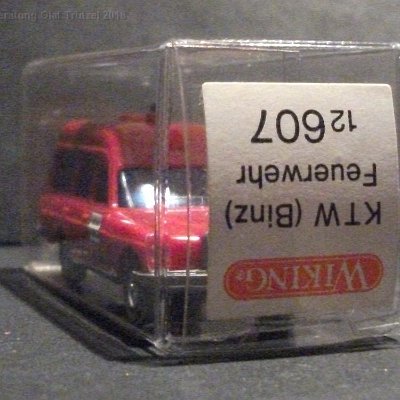 WIKING
KTW (Binz)
Feuerwehr
12607